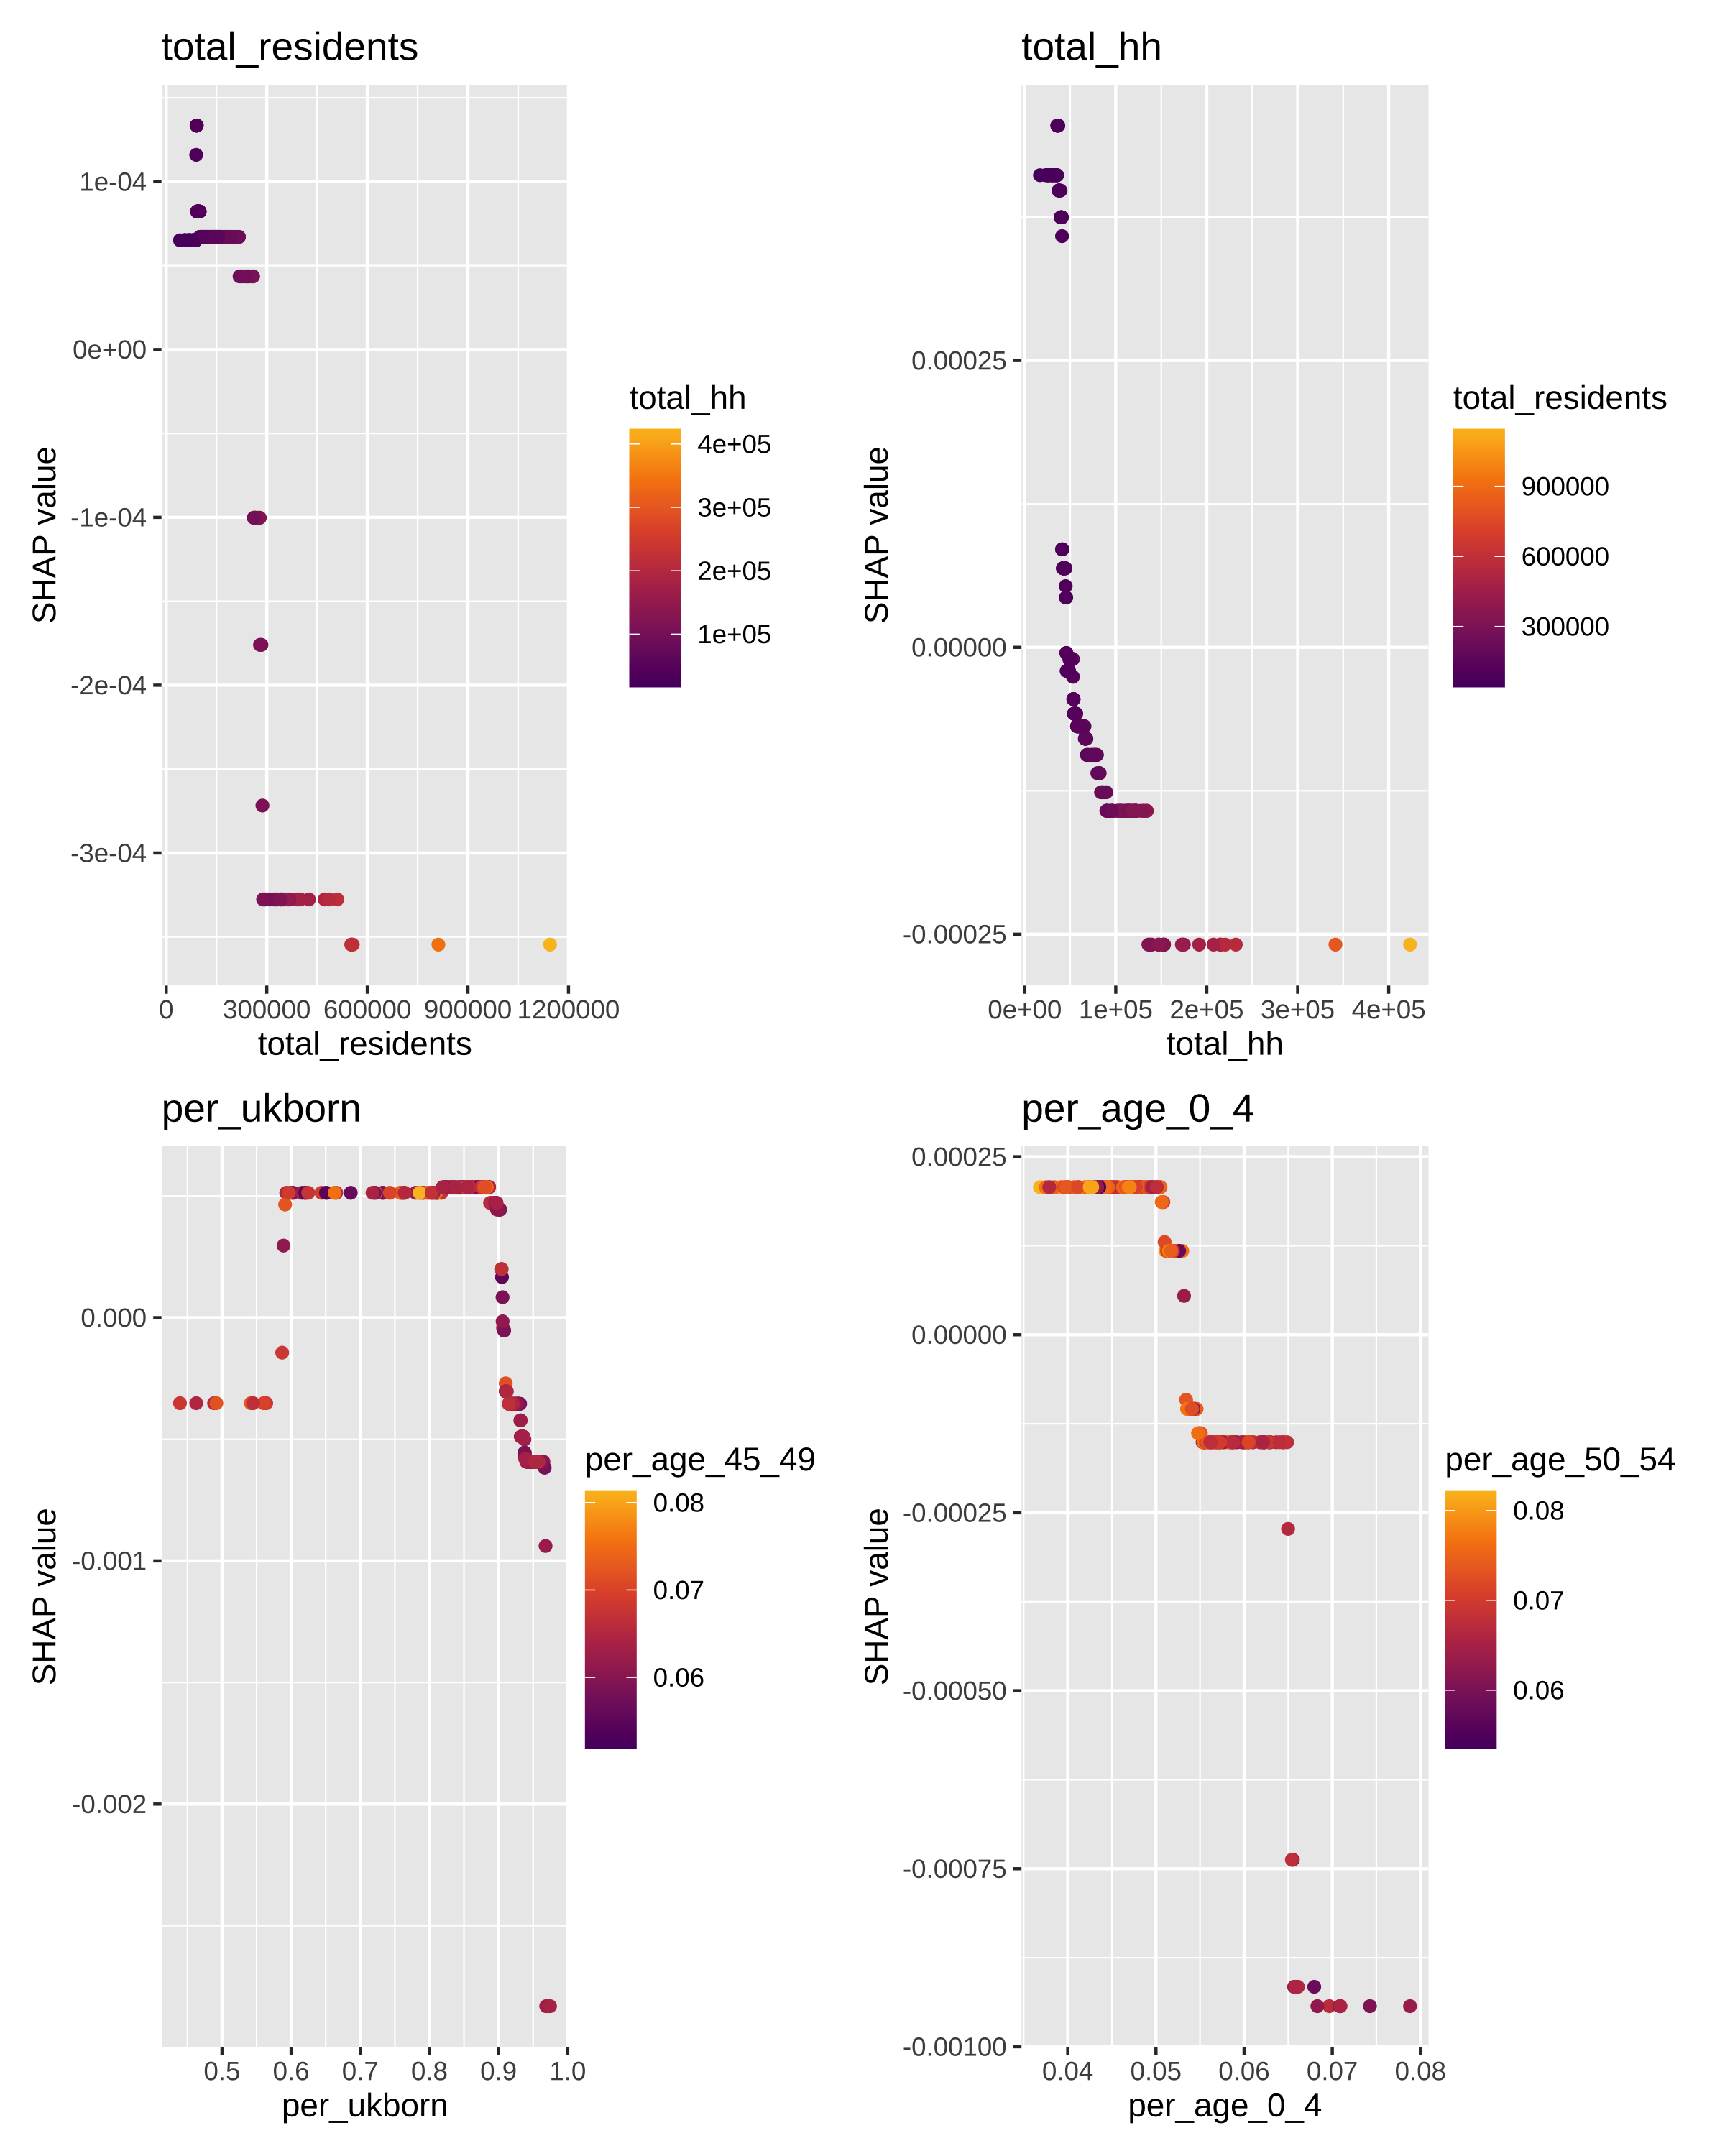 total_residents
SHAP value
1e-04
0e+00
-1e-04
-2e-04
-3e-04
0 300000 600000 900000 1200000
total_residents
total_hh
4e+05
3e+05
2e+05
1e+05
total_hh
SHAP value
0.00025
0.00000
-0.00025
0e+00 1e+05 2e+05 3e+05 4e+05
total_hh
total_residents
900000
600000
300000
per_ukborn
SHAP value
0.000
-0.001
-0.002
0.5 0.6 0.7 0.8 0.9 1.0
per_ukborn
per_age_45_49
0.08
0.07
0.06
per_age_0_4
SHAP value
0.00025
0.00000
-0.00025
-0.00050
-0.00075
-0.00100
0.04 0.05 0.06 0.07 0.08
per_age_0_4
per_age_50_54
0.08
0.07
0.06